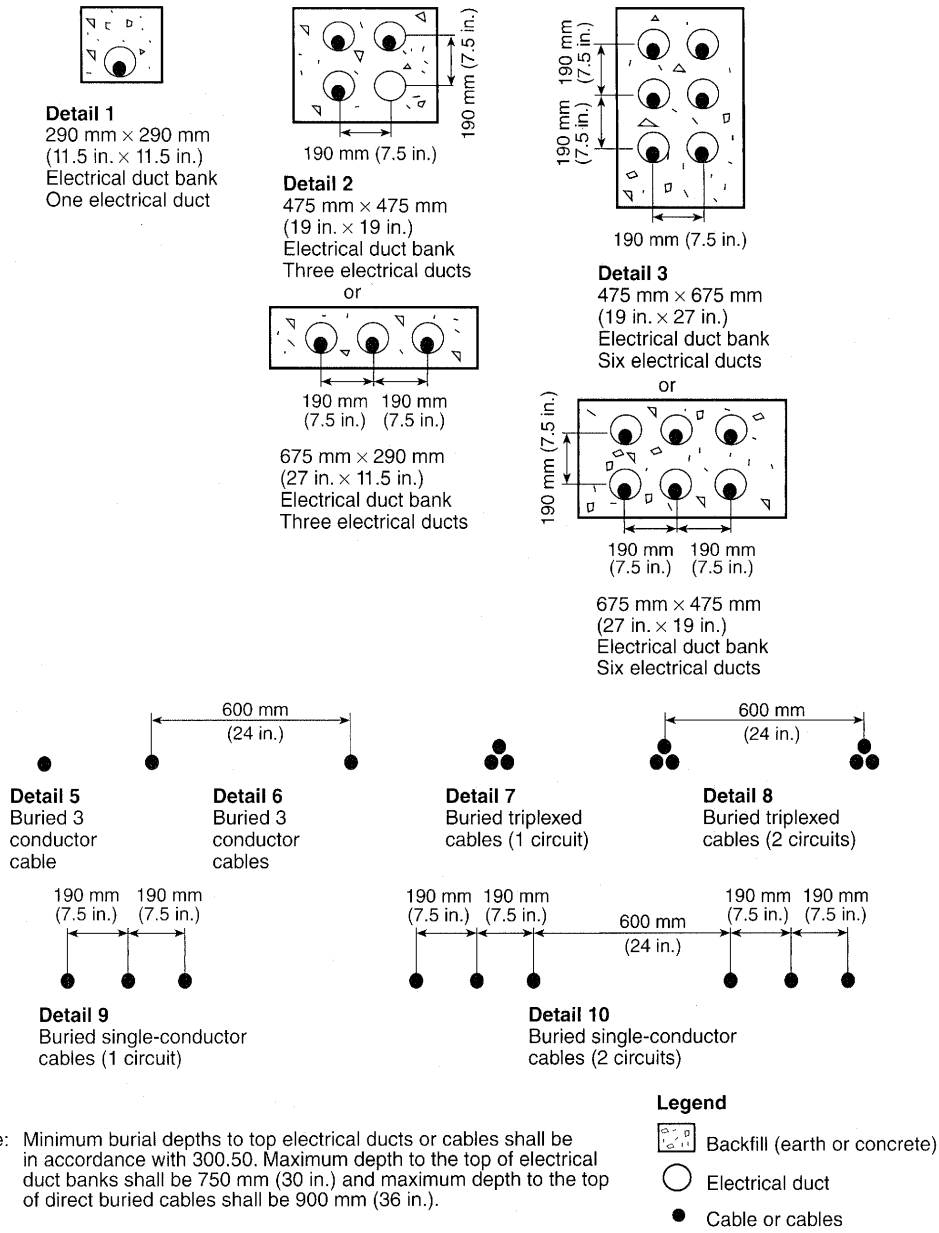 190 mm
(7.5 in.)
190 mm (7.5 in.)
Detail 1
290 mm × 290 mm
(11.5 in. × 11.5 in.)
Electrical duct bank
One electrical duct
Detail 2
475 mm × 475 mm
(19 in. × 19 in.)
Electrical duct bank
Three electrical ducts
or
190 mm
(7.5 in.)
190 mm
(7.5 in.)
675 mm × 290 mm
(27 in. × 11.5 in.)
Electrical duct bank
Three electrical ducts
190 mm
(7.5 in.)
190 mm
(7.5 in.)
190 mm (7.5 in.)
Detail 3
475 mm × 675 mm
(19 in. × 27 in.)
Electrical duct bank
Six electrical ducts
or
190 mm (7.5 in.)
190 mm
(7.5 in.)
190 mm
(7.5 in.)
675 mm × 475 mm
(27 in. × 19 in.)
Electrical duct bank
Six electrical ducts
600 mm
(24 in.)
600 mm
(24 in.)
Detail 5
Buried 3
conductor
cable
Detail 6
Buried 3
conductor
cables
Detail 7
Buried triplexed
cables (1 circuit)
Detail 8
Buried triplexed
cables (2 circuits)
190 mm
(7.5 in.)
190 mm
(7.5 in.)
190 mm
(7.5 in.)
190 mm
(7.5 in.)
600 mm
(24 in.)
190 mm
(7.5 in.)
190 mm
(7.5 in.)
Detail 9
Buried single-conductor
cables (1 circuit)
Detail 10
Buried single-conductor
cables (2 circuits)
Minimum burial depths to top electrical ducts or cables shall be
in accordance with 300.50. Maximum depth to the top of electrical
duct banks shall be 750 mm (30 in.) and maximum depth to the top
of direct buried cables shall be 900 mm (36 in.).
Legend
Backfill (earth or concrete)
Electrical duct
Cable or cables